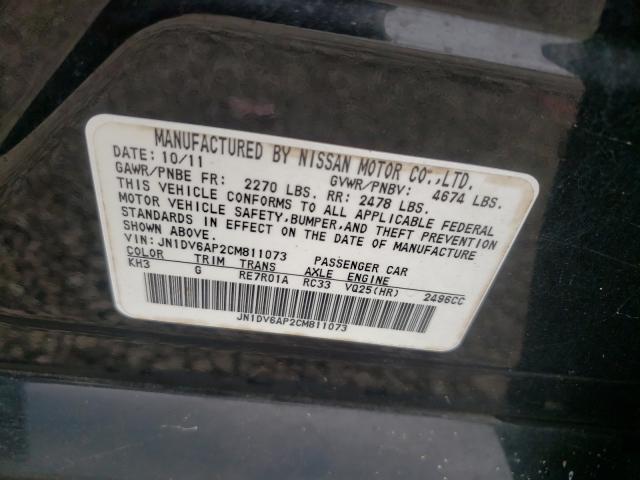 MANUFACTURED BY NISSAN MOTOR CO.,LTD.
DATE: 10/11 GVWR/PNBV: 4674 LBS.
GAWR/PNBE FR: 2270 LBS. RR: 2478 LBS.
THIS VEHICLE CONFORMS TO ALL APPLICABLE FEDERAL
MOTOR VEHICLE SAFETY,BUMPER,AND THEFT PREVENTION
STANDARDS IN EFFECT ON THE DATE OF MANUFACTURE
SHOWN ABOVE.
VIN: JN1DV6AP2CM811073 PASSENGER CAR
COLOR TRIM TRANS AXLE ENGINE
KH3 G RE7R01A RC33 VQ25(HR) 2496CC
JN1DV6AP2CM811073